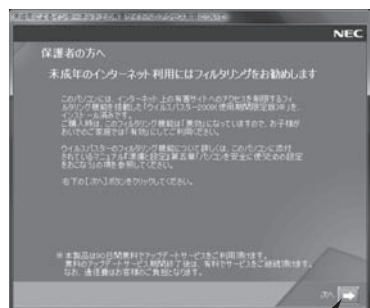 NEC
保護者の方へ
未成年のインターネット利用にはフィルタリングをお勧めします
このパソコンには、インターネット上の有害サイトへのアクセスを制限するフィ
ルタリング機能を搭載した「ウイルスバスター2009(使用期間限定版)※」を、
インストール済みです。
ご購入時は、このフィルタリング機能は「無効」になっていますので、お子様が
おいでのご家庭では「有効」にしてご利用ください。
ウイルスバスターのフィルタリング機能について詳しくは、このパソコンに添付
されているマニュアル『準備と設定』第五章「パソコンを安全に使うための設定
をおこなう」の項を参照してください。
右下の[次へ]ボタンをクリックしてください。
※ 本製品は90日間無料でアップデートサービスをご利用頂けます。
無料のアップデートサービス期間終了後は、有料でサービスをご継続頂けます。
なお、通信費はお客様のご負担となります。
次へ